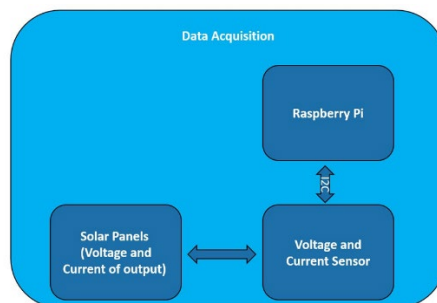 Data Acquisition
Raspberry Pi
I2C
Solar Panels
(Voltage and
Current of output)
Voltage and
Current Sensor